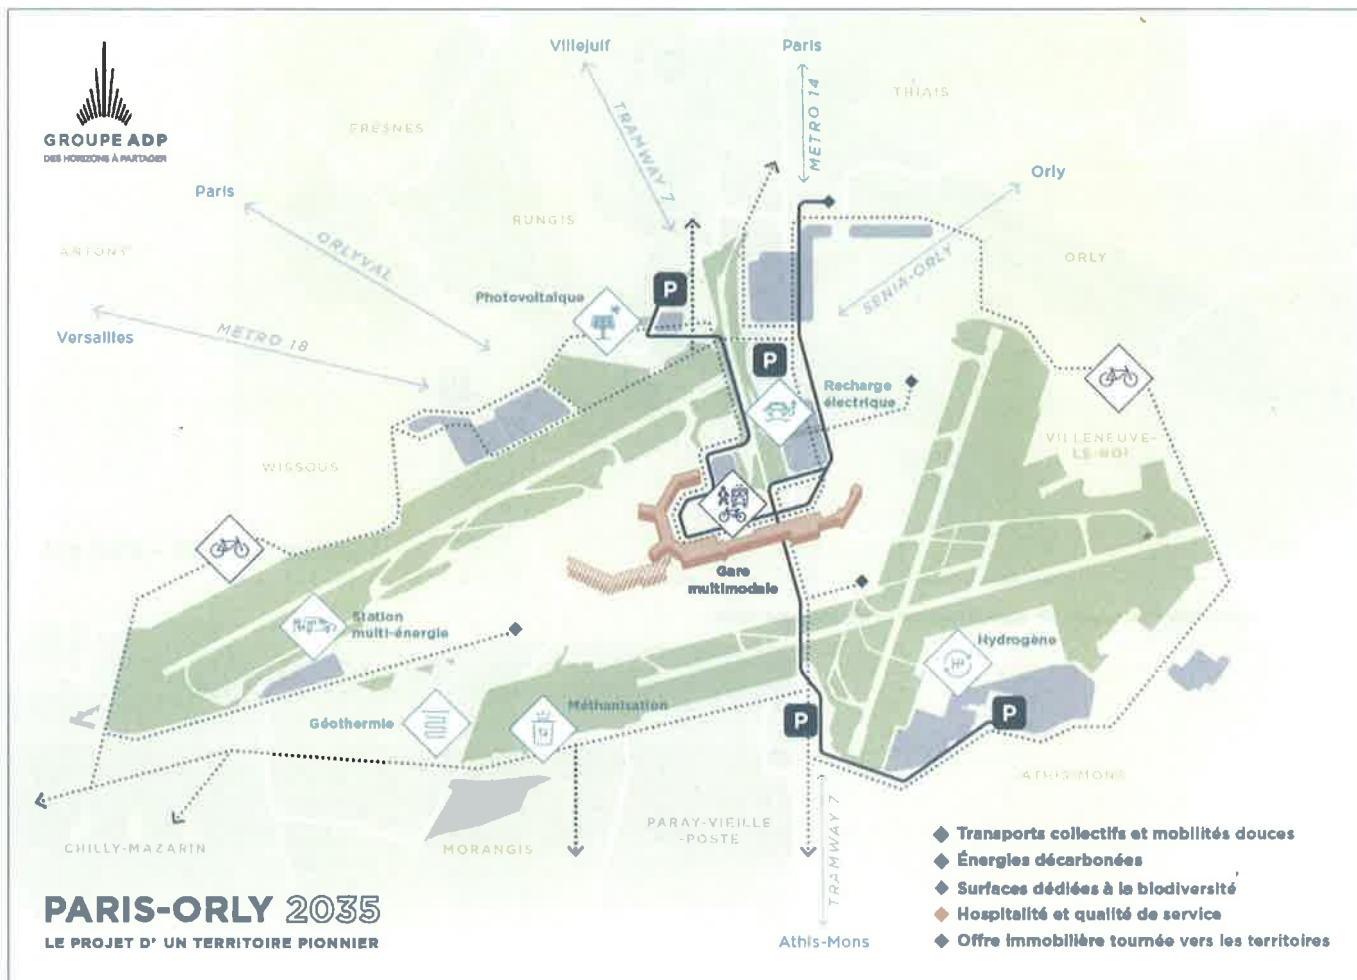 GROUPE ADP
DES HORIZONS À PARTAGER
Villejuif
Paris
THIAIS
FRESNES
TRAMWAY 7
METRO 14
Paris
Orly
RUNGIS
ANTONY
ORLYVAL
ORLY
SENIA-ORLY
Photovoltaïque
P
Versailles
METRO 18
P
Recharge
électrique
VILLENEUVE-
LE-ROI
WISSOUS
Gare
multimodale
Station
multi-énergie
Hydrogène
Géothermie
Méthanisation
P
P
ATHIS-MONS
PARAY-VIEILLE
-POSTE
CHILLY-MAZARIN
MORANGIS
TRAMWAY 7
Athis-Mons
Transports collectifs et mobilités douces
Énergies décarbonées
Surfaces dédiées à la biodiversité
Hospitalité et qualité de service
Offre immobilière tournée vers les territoires
PARIS-ORLY 2035
LE PROJET D' UN TERRITOIRE PIONNIER